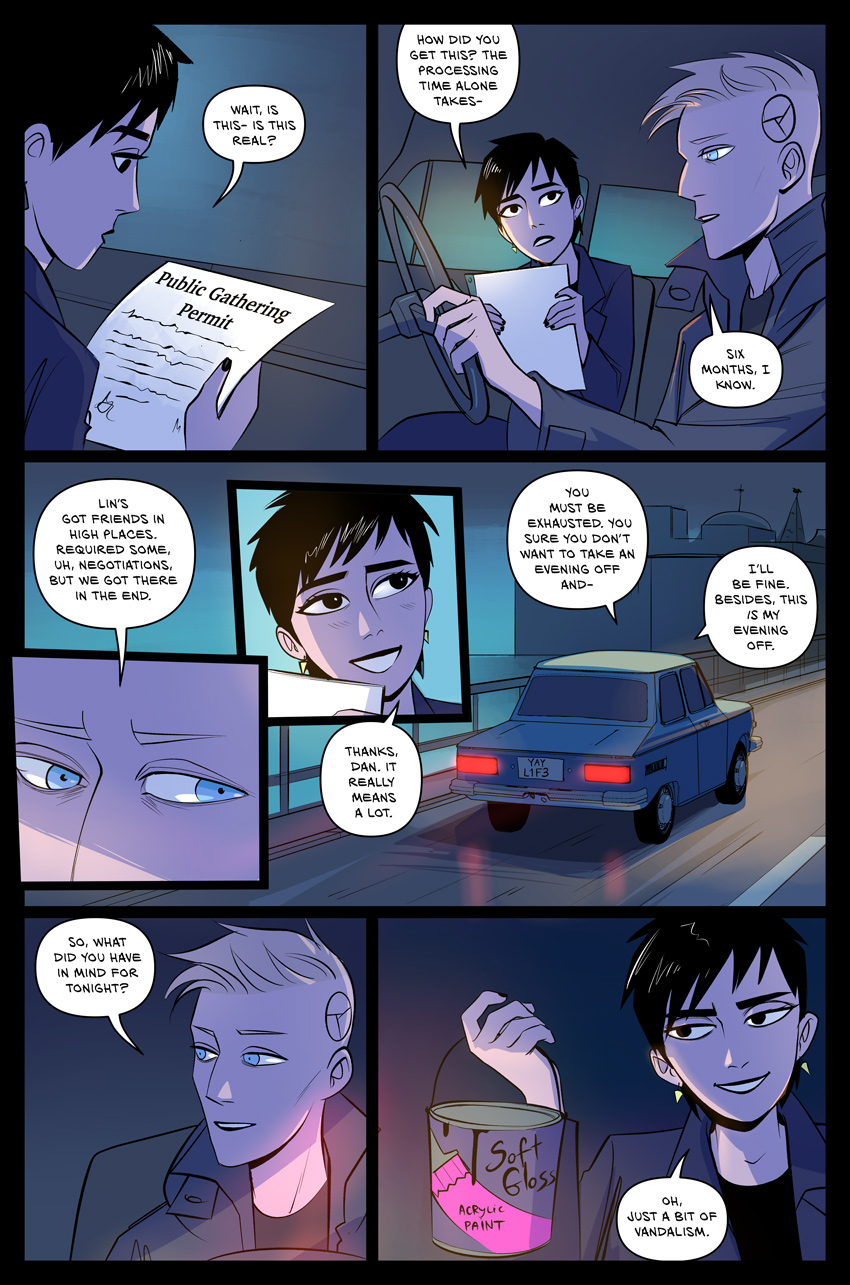 WAIT, IS
THIS- IS THIS
REAL?
Public Gathering
Permit
HOW DID YOU
GET THIS? THE
PROCESSING
TIME ALONE
TAKES-
SIX
MONTHS, I
KNOW.
LIN'S
GOT FRIENDS IN
HIGH PLACES.
REQUIRED SOME,
UH, NEGOTIATIONS,
BUT WE GOT THERE
IN THE END.
THANKS,
DAN. IT
REALLY
MEANS
A LOT.
YOU
MUST BE
EXHAUSTED. YOU
SURE YOU DON'T
WANT TO TAKE AN
EVENING OFF
AND-
I'LL
BE FINE.
BESIDES, THIS
IS MY
EVENING
OFF.
YAY
L1F3
SO, WHAT
DID YOU HAVE
IN MIND FOR
TONIGHT?
Soft
Gloss
ACRYLIC
PAINT
OH,
JUST A BIT OF
VANDALISM.